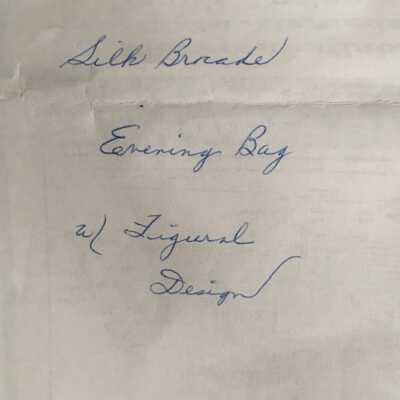 Silk Brocade
Evening Bag
w/ Figural
Design